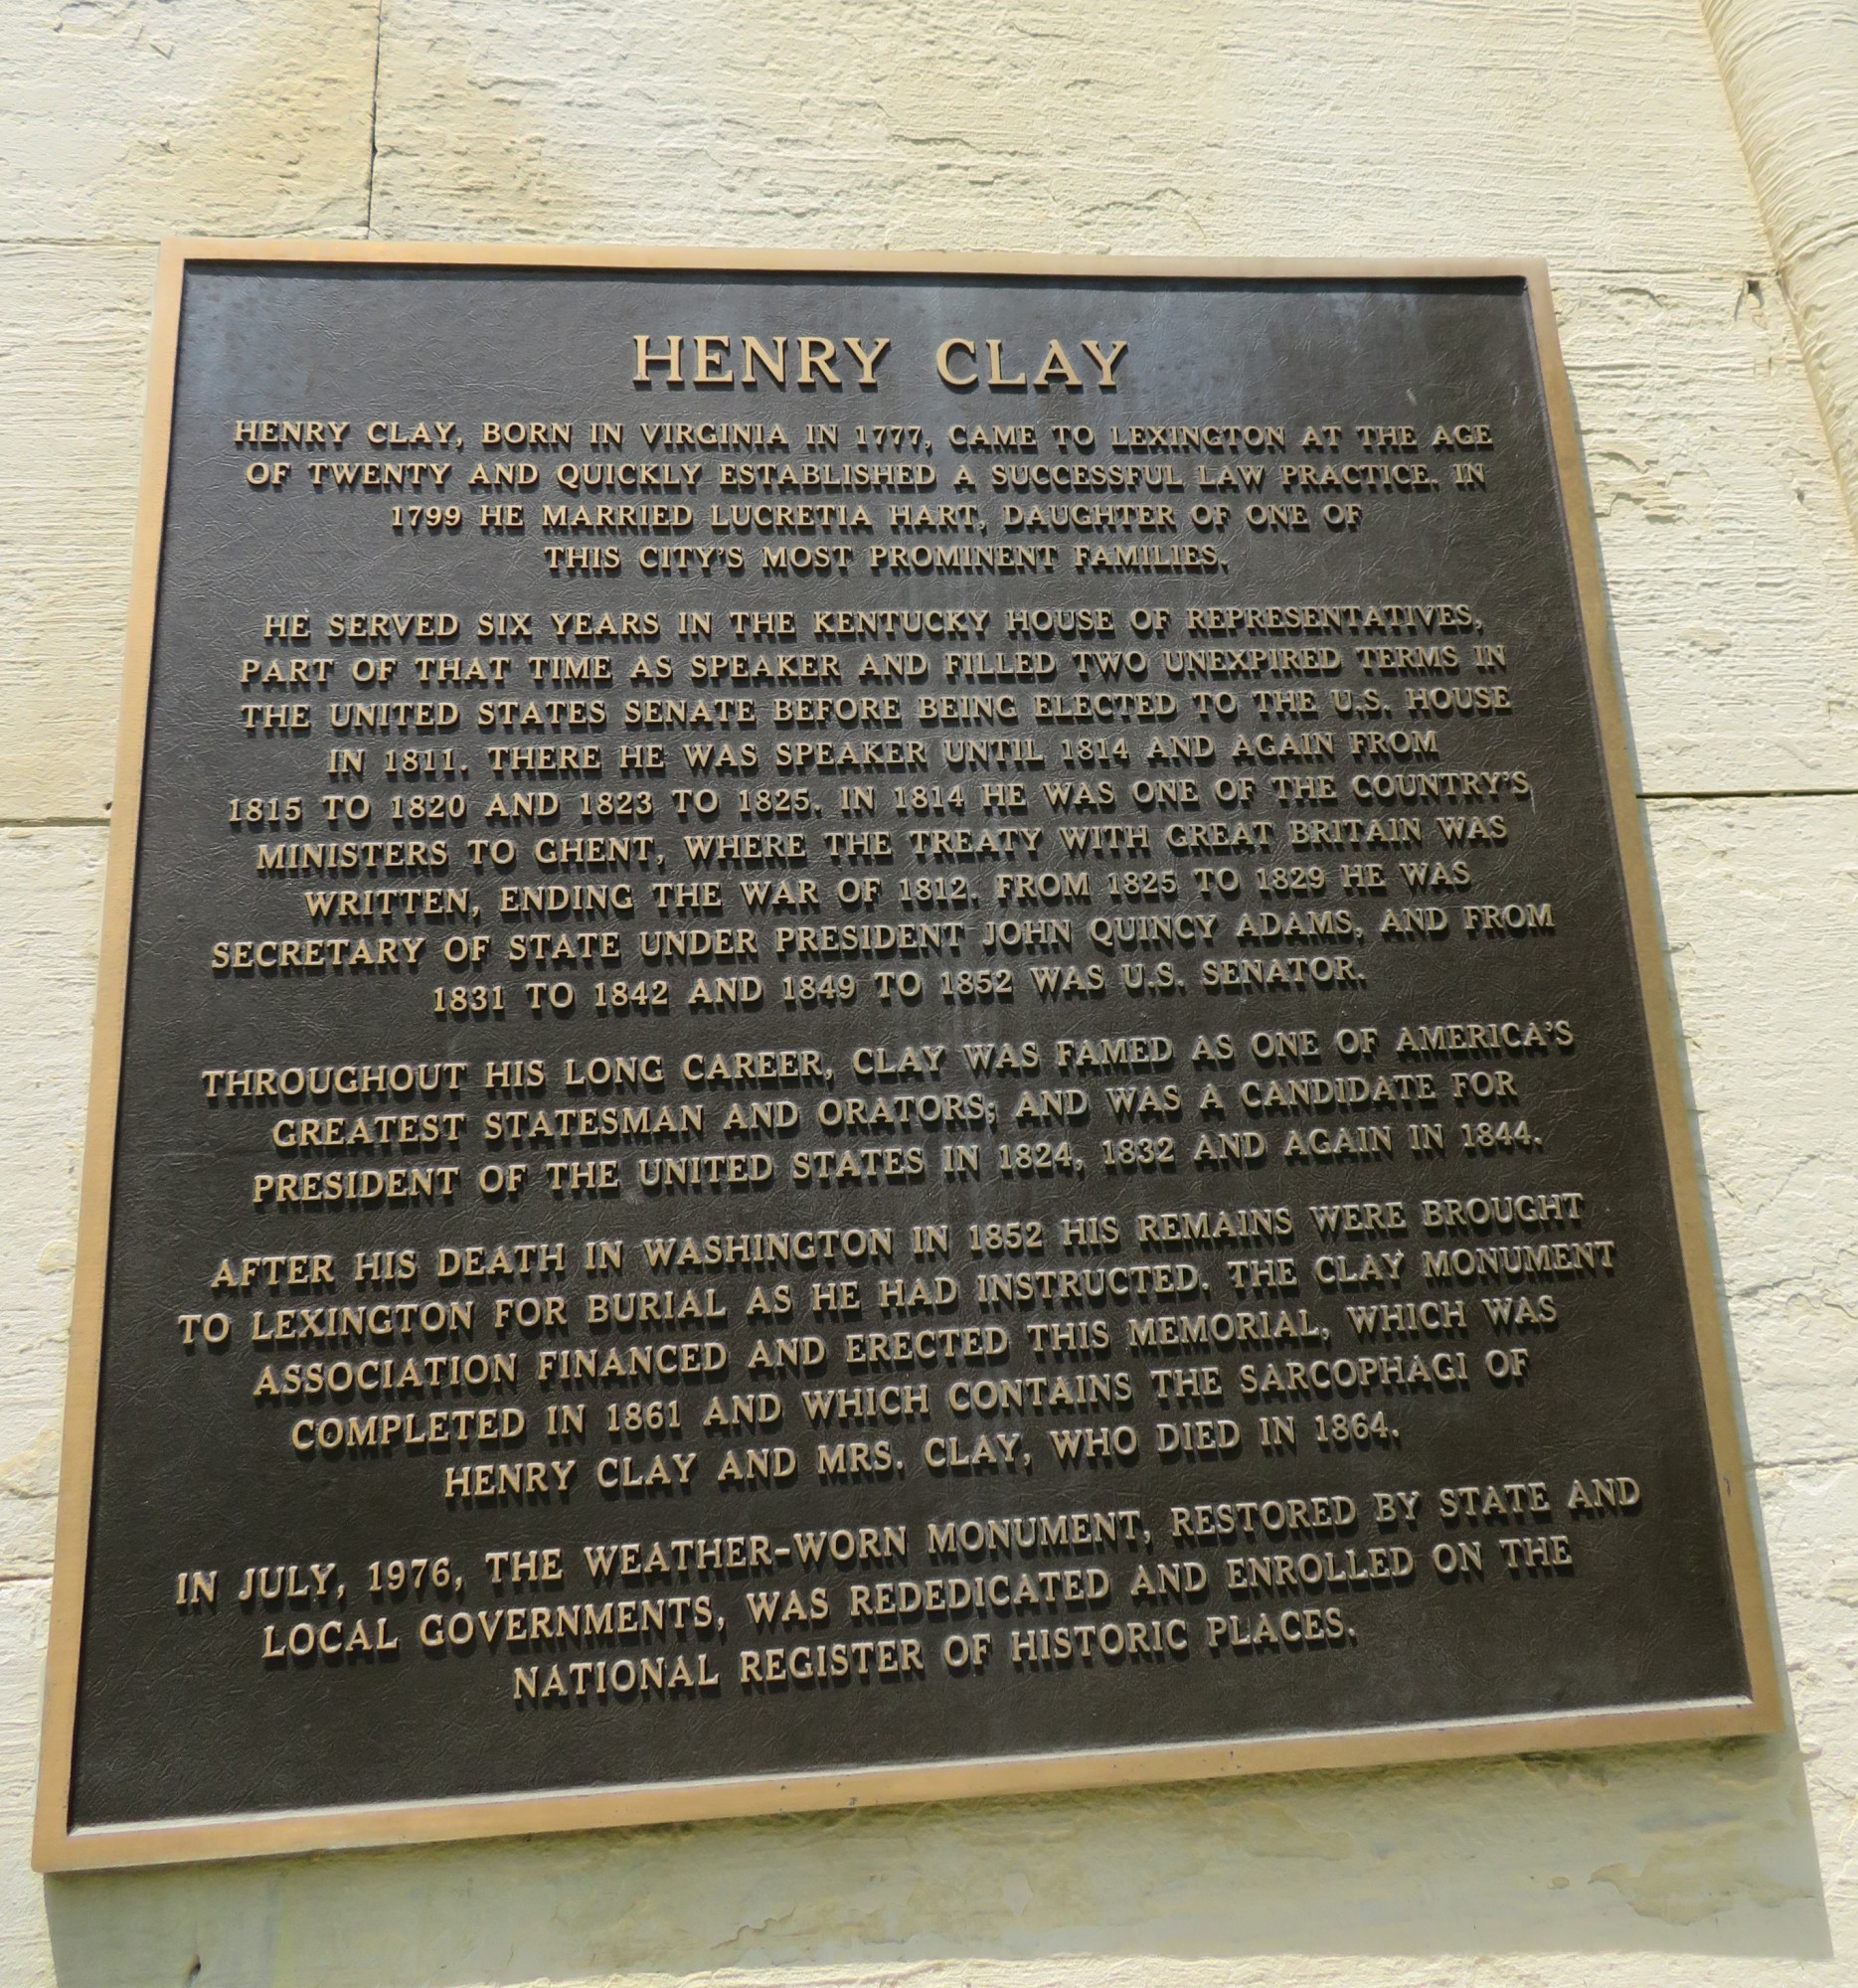 HENRY CLAY
HENRY CLAY, BORN IN VIRGINIA IN 1777, CAME TO LEXINGTON AT THE AGE
OF TWENTY AND QUICKLY ESTABLISHED A SUCCESSFUL LAW PRACTICE. IN
1799 HE MARRIED LUCRETIA HART, DAUGHTER OF ONE OF
THIS CITY'S MOST PROMINENT FAMILIES.
HE SERVED SIX YEARS IN THE KENTUCKY HOUSE OF REPRESENTATIVES,
PART OF THAT TIME AS SPEAKER AND FILLED TWO UNEXPIRED TERMS IN
THE UNITED STATES SENATE BEFORE BEING ELECTED TO THE U.S. HOUSE
IN 1811. THERE HE WAS SPEAKER UNTIL 1814 AND AGAIN FROM
1815 TO 1820 AND 1823 TO 1825. IN 1814 HE WAS ONE OF THE COUNTRY'S
MINISTERS TO GHENT, WHERE THE TREATY WITH GREAT BRITAIN WAS
WRITTEN, ENDING THE WAR OF 1812. FROM 1825 TO 1829 HE WAS
SECRETARY OF STATE UNDER PRESIDENT JOHN QUINCY ADAMS, AND FROM
1831 TO 1842 AND 1849 TO 1852 WAS U.S. SENATOR.
THROUGHOUT HIS LONG CAREER, CLAY WAS FAMED AS ONE OF AMERICA'S
GREATEST STATESMAN AND ORATORS; AND WAS A CANDIDATE FOR
PRESIDENT OF THE UNITED STATES IN 1824, 1832 AND AGAIN IN 1844.
AFTER HIS DEATH IN WASHINGTON IN 1852 HIS REMAINS WERE BROUGHT
TO LEXINGTON FOR BURIAL AS HE HAD INSTRUCTED. THE CLAY MONUMENT
ASSOCIATION FINANCED AND ERECTED THIS MEMORIAL, WHICH WAS
COMPLETED IN 1861 AND WHICH CONTAINS THE SARCOPHAGI OF
HENRY CLAY AND MRS. CLAY, WHO DIED IN 1864.
IN JULY, 1976, THE WEATHER-WORN MONUMENT, RESTORED BY STATE AND
LOCAL GOVERNMENTS, WAS REDEDICATED AND ENROLLED ON THE
NATIONAL REGISTER OF HISTORIC PLACES.